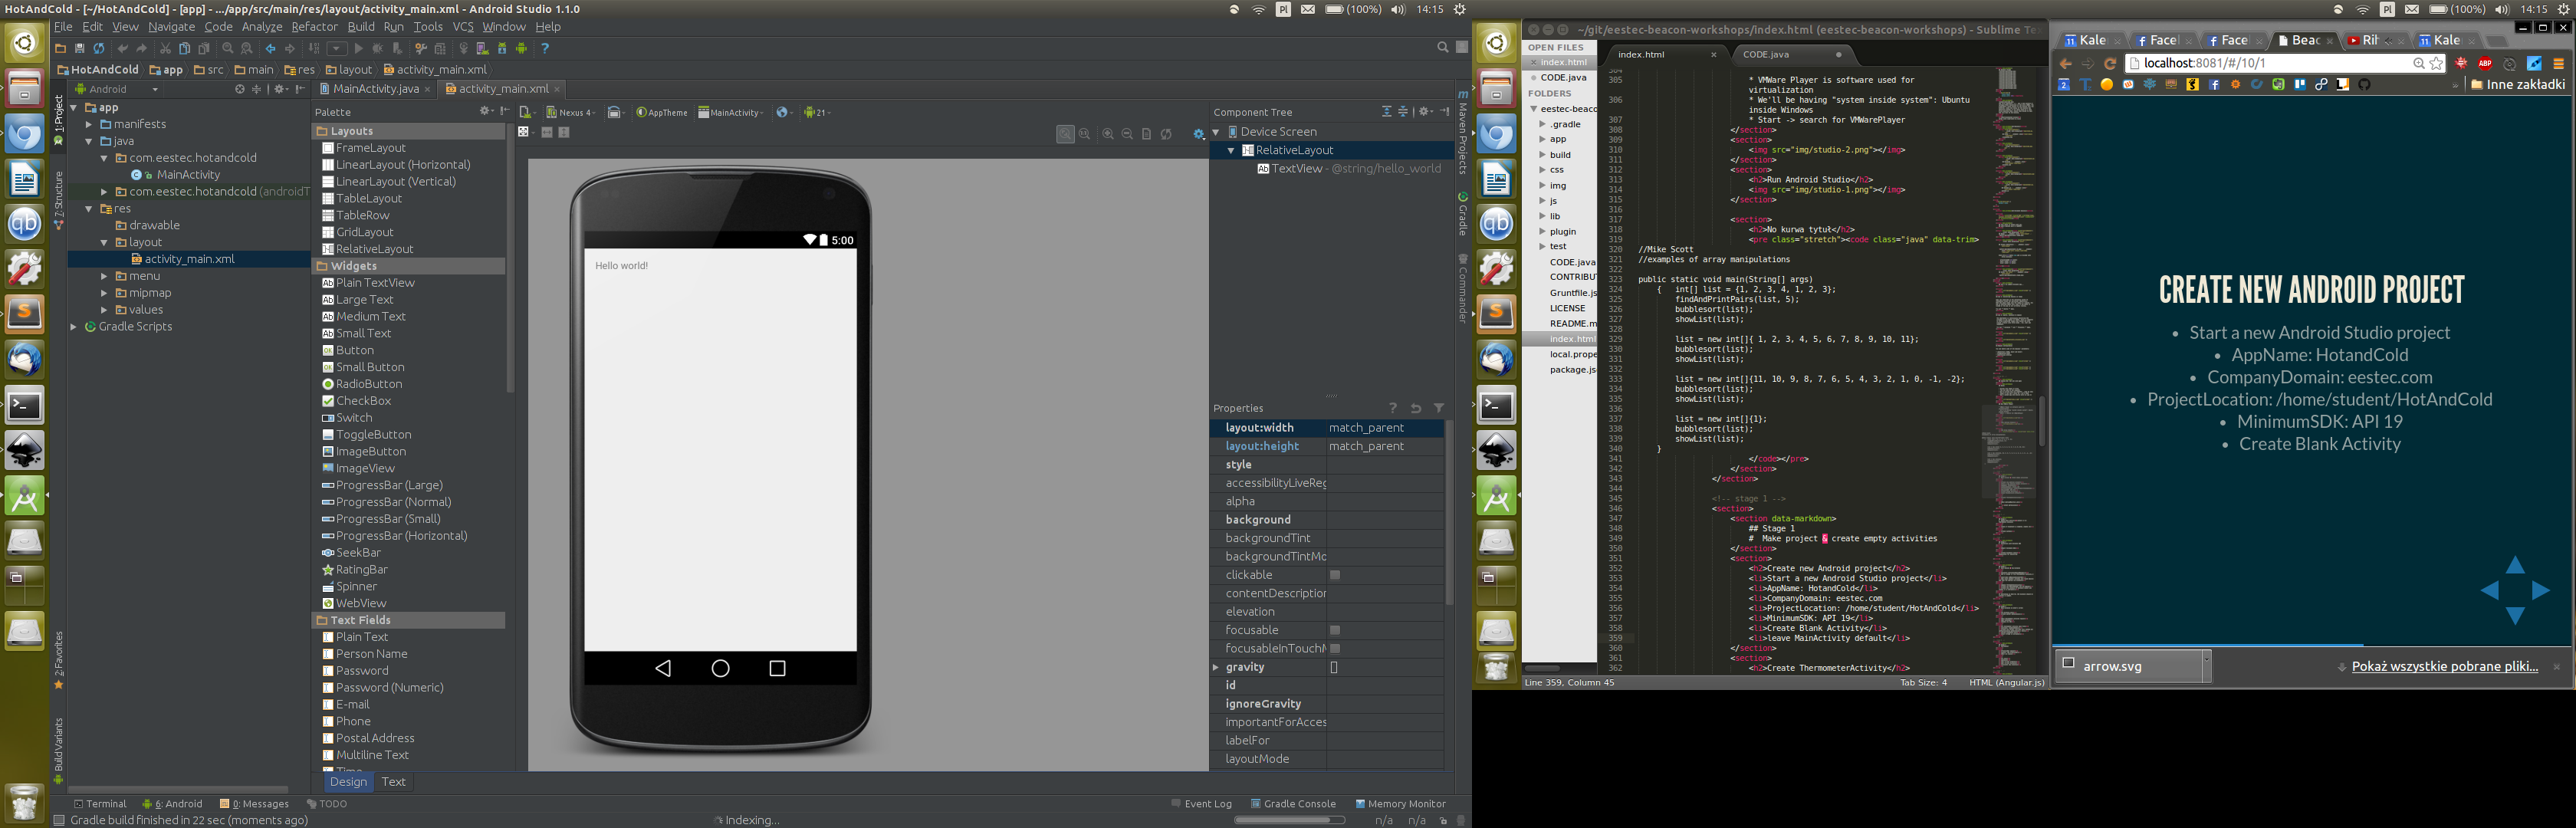 HotAndCold - [~/HotAndCold] - [app] - .../app/src/main/res/layout/activity_main.xml - Android Studio 1.1.0
Pl (100%) 14:15
File Edit View Navigate Code Analyze Refactor Build Run Tools VCS Window Help
HotAndCold app src main res layout activity_main.xml
1: Project
7: Structure
2: Favorites
Build Variants
Android
app
manifests
java
com.eestec.hotandcold
MainActivity
com.eestec.hotandcold (androidT
res
drawable
layout
activity_main.xml
menu
mipmap
values
Gradle Scripts
MainActivity.java
activity_main.xml
Palette
Layouts
FrameLayout
LinearLayout (Horizontal)
LinearLayout (Vertical)
TableLayout
TableRow
GridLayout
RelativeLayout
Widgets
Plain TextView
Large Text
Medium Text
Small Text
Button
Small Button
RadioButton
CheckBox
Switch
ToggleButton
ImageButton
ImageView
ProgressBar (Large)
ProgressBar (Normal)
ProgressBar (Small)
ProgressBar (Horizontal)
SeekBar
RatingBar
Spinner
WebView
Text Fields
Plain Text
Person Name
Password
Password (Numeric)
E-mail
Phone
Postal Address
Multiline Text
Time
Design Text
Nexus 4 AppTheme MainActivity 21
5:00
Hello world!
Component Tree
Device Screen
RelativeLayout
TextView - @string/hello_world
Properties
layout:width match_parent
layout:height match_parent
style
accessibilityLiveReg
alpha
background
backgroundTint
backgroundTintMo
clickable
contentDescription
elevation
focusable
focusableInTouchM
gravity []
id
ignoreGravity
importantForAcces
labelFor
layoutMode
Maven Projects
Gradle
Commander
Terminal 6: Android 0: Messages TODO
Event Log Gradle Console Memory Monitor
Gradle build finished in 22 sec (moments ago)
Indexing...
n/a n/a
Pl (100%) 14:15
~/git/eestec-beacon-workshops/index.html (eestec-beacon-workshops) - Sublime Te
OPEN FILES
index.html
CODE.java
FOLDERS
eestec-beac
.gradle
app
build
css
img
js
lib
plugin
test
CODE.java
CONTRIBU
Gruntfile.js
LICENSE
README.m
index.html
local.prope
package.js
index.html
CODE.java
304
305 * VMWare Player is software used for
virtualization
306 * We'll be having "system inside system": Ubuntu
inside Windows
307 * Start -> search for VMWarePlayer
308 </section>
309 <section>
310 <img src="img/studio-2.png"></img>
311 </section>
312 <section>
313 <h2>Run Android Studio</h2>
314 <img src="img/studio-1.png"></img>
315 </section>
316
317 <section>
318 <h2>No kurwa tytuł</h2>
319 <pre class="stretch"><code class="java" data-trim>
320 //Mike Scott
321 //examples of array manipulations
322
323 public static void main(String[] args)
324 { int[] list = {1, 2, 3, 4, 1, 2, 3};
325 findAndPrintPairs(list, 5);
326 bubblesort(list);
327 showList(list);
328
329 list = new int[]{ 1, 2, 3, 4, 5, 6, 7, 8, 9, 10, 11};
330 bubblesort(list);
331 showList(list);
332
333 list = new int[]{11, 10, 9, 8, 7, 6, 5, 4, 3, 2, 1, 0, -1, -2};
334 bubblesort(list);
335 showList(list);
336
337 list = new int[]{1};
338 bubblesort(list);
339 showList(list);
340 }
341 </code></pre>
342 </section>
343 </section>
344
345 <!-- stage 1 -->
346 <section>
347 <section data-markdown>
348 ## Stage 1
349 # Make project & create empty activities
350 </section>
351 <section>
352 <h2>Create new Android project</h2>
353 <li>Start a new Android Studio project</li>
354 <li>AppName: HotandCold</li>
355 <li>CompanyDomain: eestec.com
356 <li>ProjectLocation: /home/student/HotAndCold</li>
357 <li>MinimumSDK: API 19</li>
358 <li>Create Blank Activity</li>
359 <li>leave MainActivity default</li>
360 </section>
361 <section>
362 <h2>Create ThermometerActivity</h2>
Line 359, Column 45
Tab Size: 4 HTML (Angular.js)
Kale Facel Facel Beac Rih Kale
localhost:8081/#/10/1
Inne zakładki
CREATE NEW ANDROID PROJECT
• Start a new Android Studio project
• AppName: HotandCold
• CompanyDomain: eestec.com
• ProjectLocation: /home/student/HotAndCold
• MinimumSDK: API 19
• Create Blank Activity
arrow.svg
Pokaż wszystkie pobrane pliki...